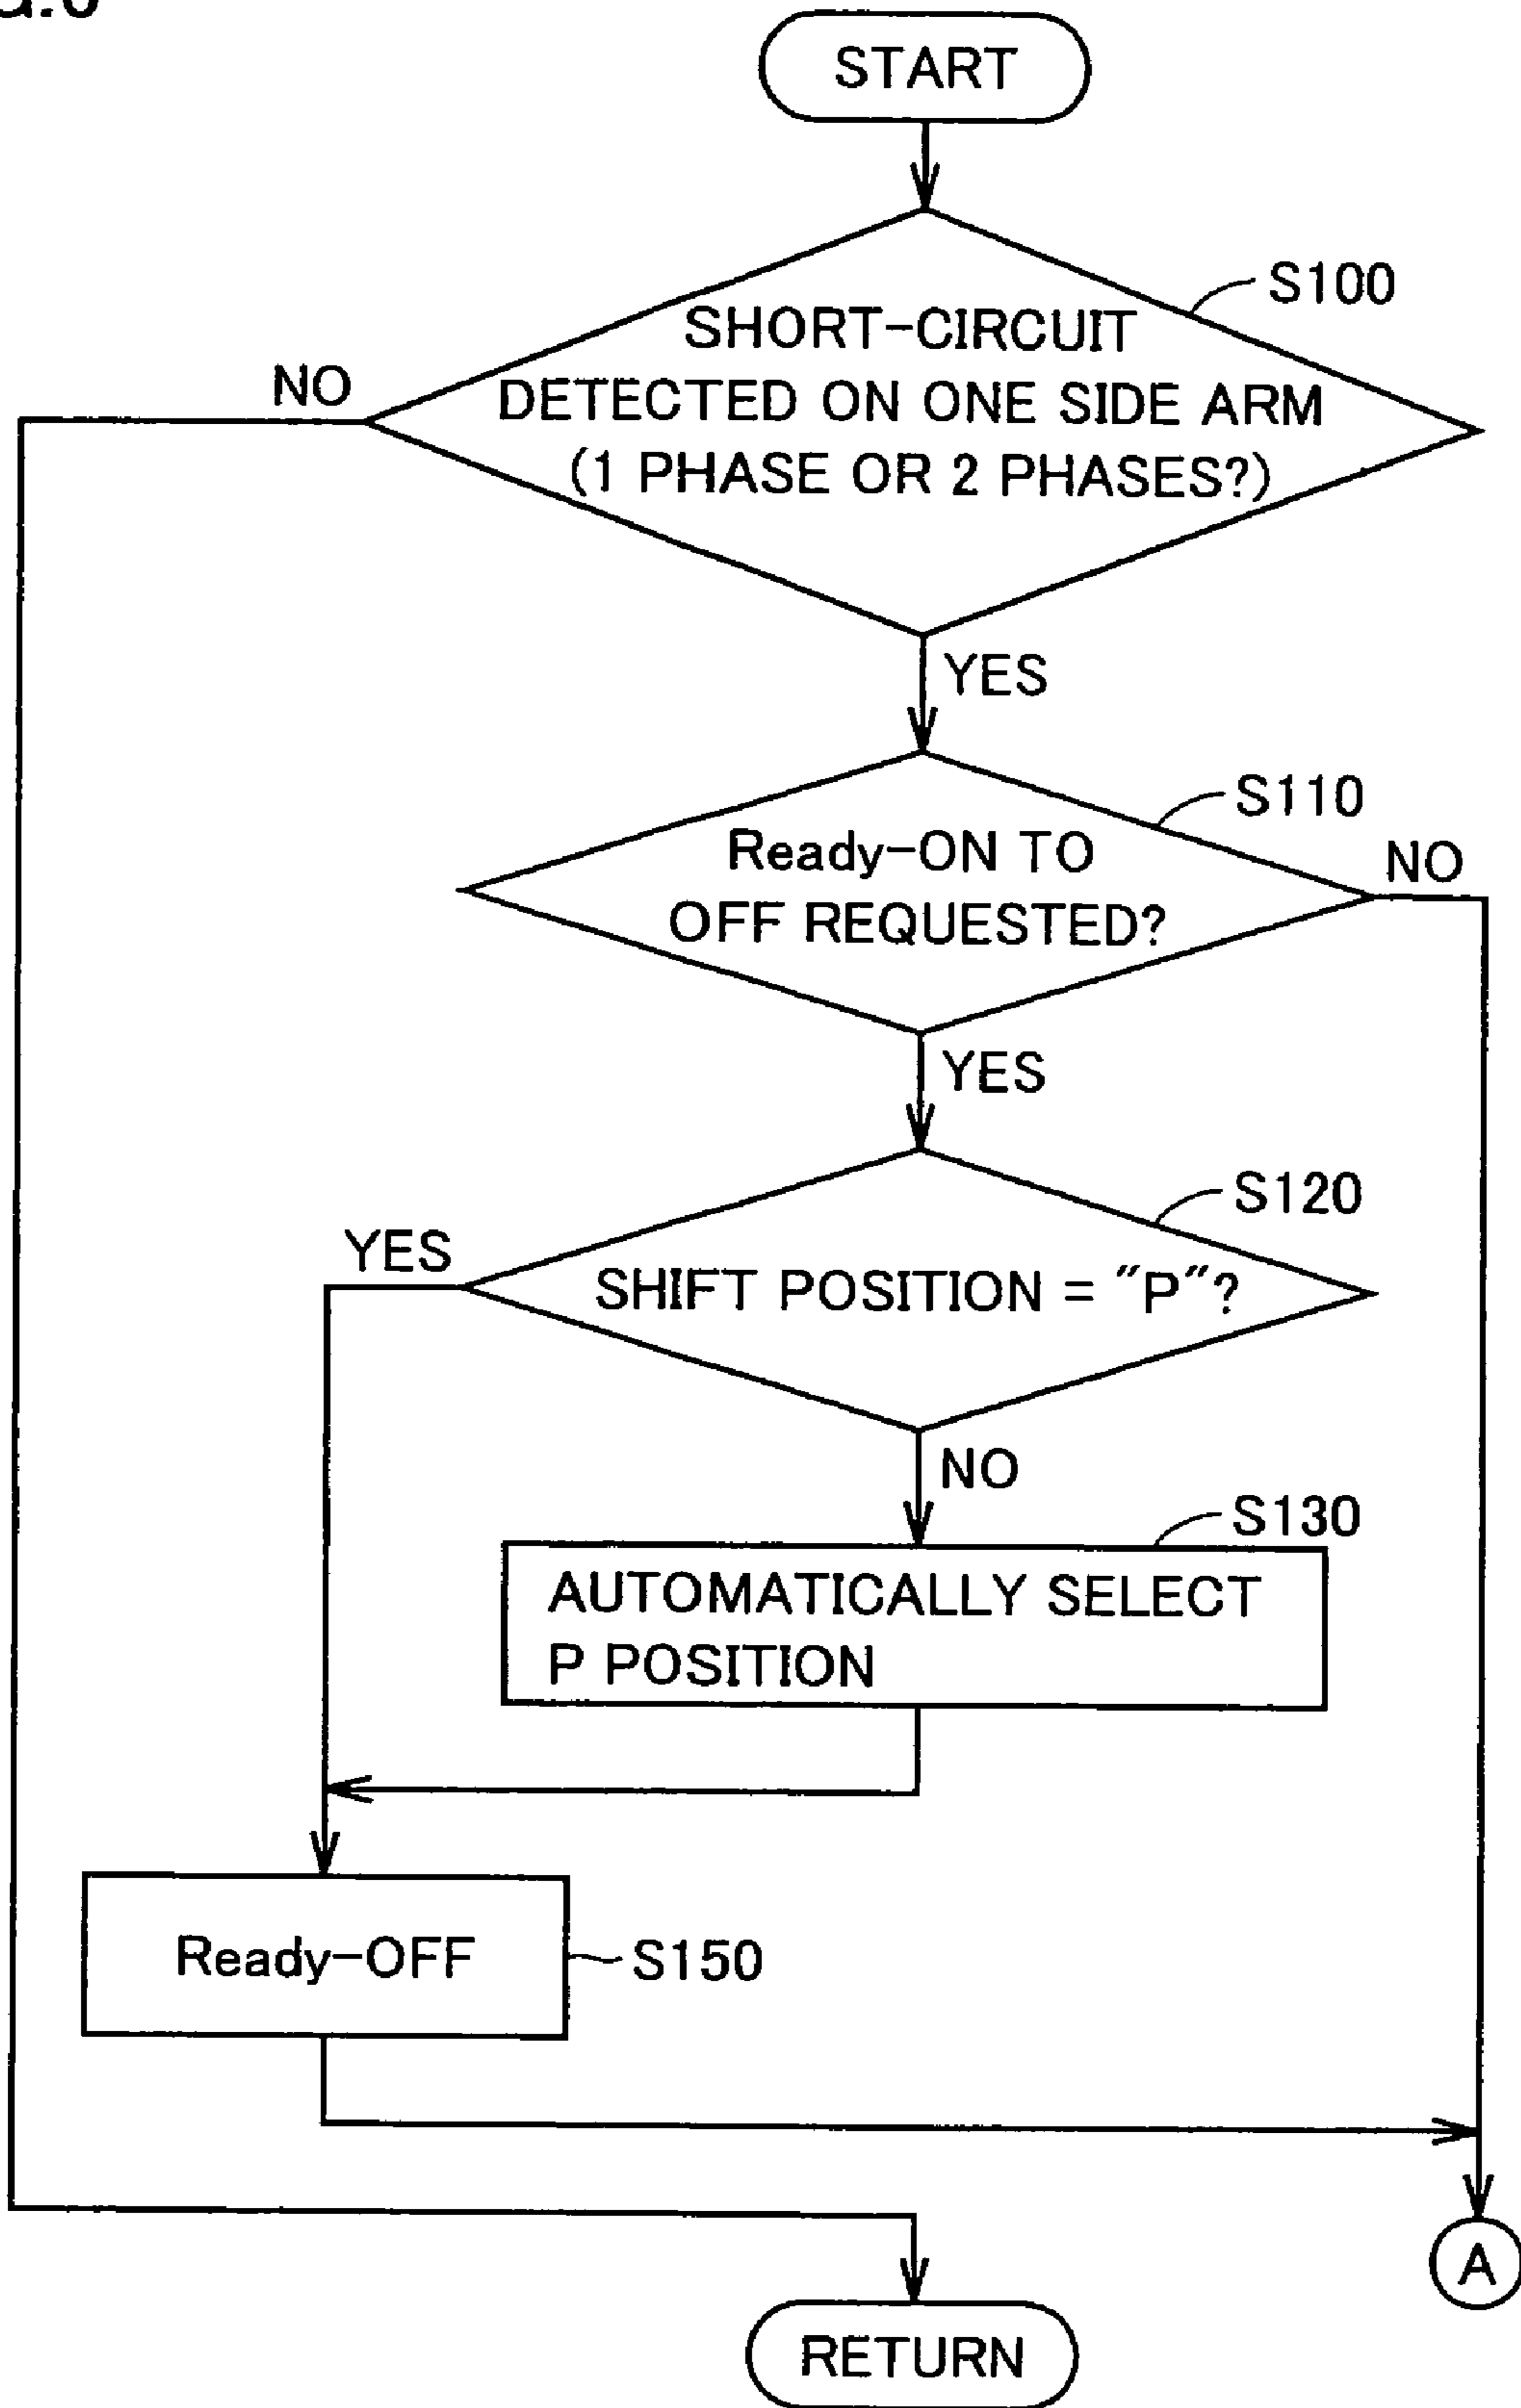 START
S100
SHORT-CIRCUIT
DETECTED ON ONE SIDE ARM
(1 PHASE OR 2 PHASES?)
NO
YES
S110
Ready-ON TO
OFF REQUESTED?
NO
YES
S120
YES
SHIFT POSITION = "P"?
NO
S130
AUTOMATICALLY SELECT
P POSITION
Ready-OFF
S150
A
RETURN